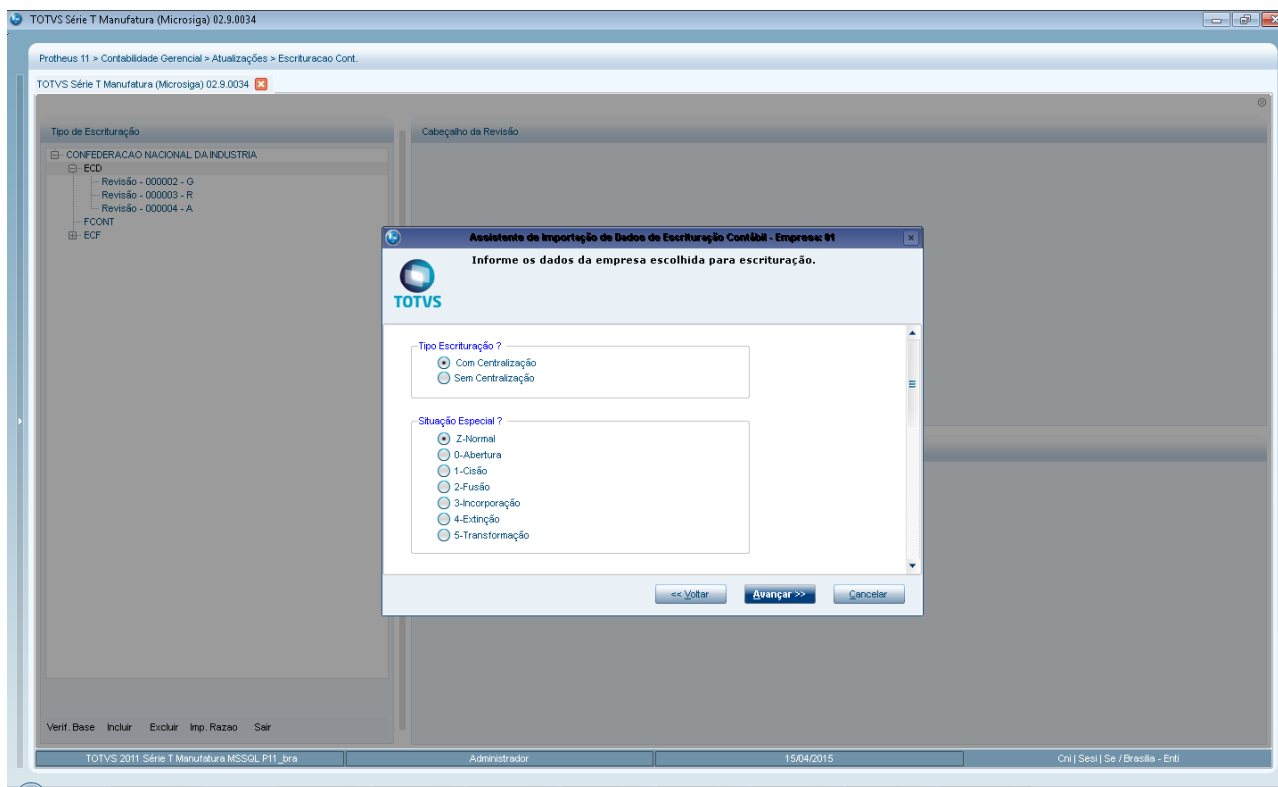 TOTVS Série T Manufatura (Microsiga) 02.9.0034
Protheus 11 > Contabilidade Gerencial > Atualizações > Escrituracao Cont.
TOTVS Série T Manufatura (Microsiga) 02.9.0034
Tipo de Escrituração
Cabeçalho da Revisão
CONFEDERACAO NACIONAL DA INDUSTRIA
ECD
Revisão - 000002 - G
Revisão - 000003 - R
Revisão - 000004 - A
FCONT
ECF
Assistente de Importação de Dados de Escrituração Contábil - Empresa: 01
Informe os dados da empresa escolhida para escrituração.
TOTVS
Tipo Escrituração ?
Com Centralização
Sem Centralização
Situação Especial ?
Z-Normal
0-Abertura
1-Cisão
2-Fusão
3-Incorporação
4-Extinção
5-Transformação
<< Voltar Avançar >> Cancelar
Verif. Base Incluir Excluir Imp. Razao Sair
TOTVS 2011 Série T Manufatura MSSQL P11_bra Administrador 15/04/2015 Cni | Sesi | Se / Brasilia - Enti